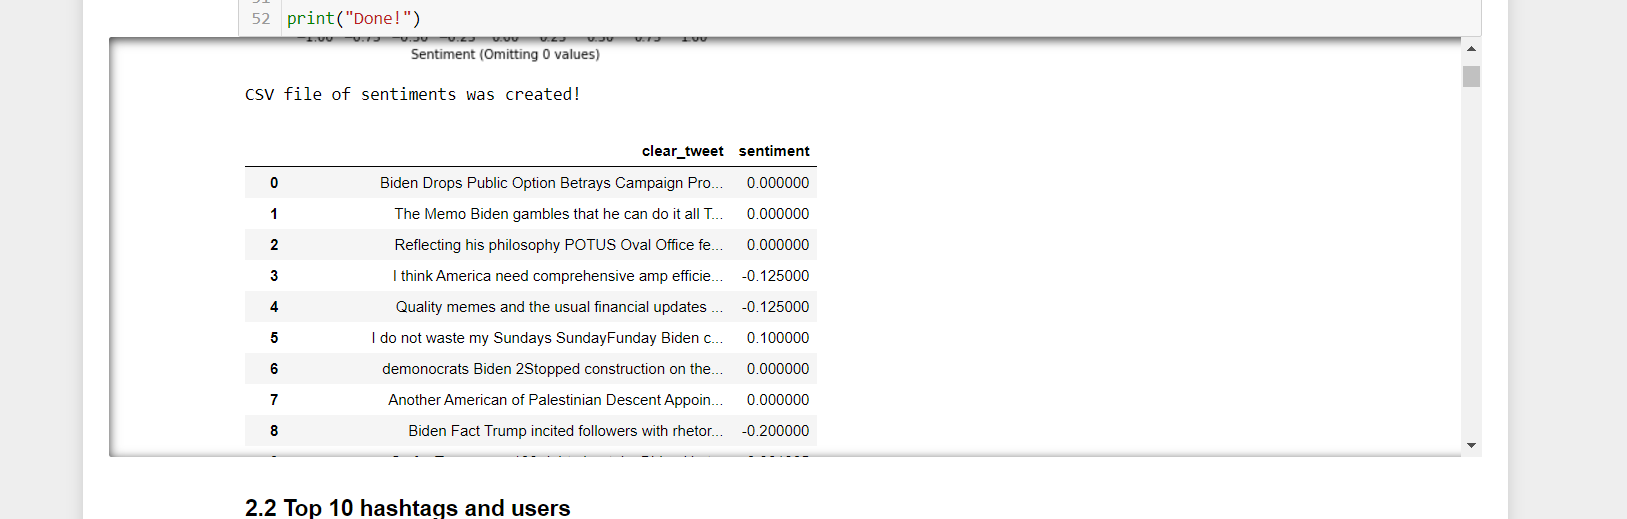 52 print("Done!")
Sentiment (Omitting 0 values)
CSV file of sentiments was created!
clear_tweet sentiment
0 Biden Drops Public Option Betrays Campaign Pro... 0.000000
1 The Memo Biden gambles that he can do it all T... 0.000000
2 Reflecting his philosophy POTUS Oval Office fe... 0.000000
3 I think America need comprehensive amp efficie... -0.125000
4 Quality memes and the usual financial updates ... -0.125000
5 I do not waste my Sundays SundayFunday Biden c... 0.100000
6 demonocrats Biden 2Stopped construction on the... 0.000000
7 Another American of Palestinian Descent Appoin... 0.000000
8 Biden Fact Trump incited followers with rhetor... -0.200000
2.2 Top 10 hashtags and users